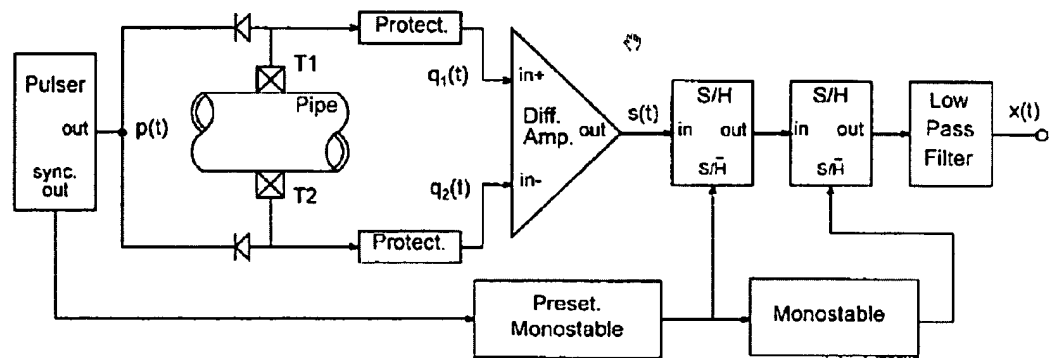 Pulser
out
sync.
out
p(t)
T1
Pipe
T2
Protect.
q₁(t)
q₂(t)
Protect.
in+
Diff.
Amp.
out
in-
s(t)
S/H
in out
S/H̅
S/H
in out
S/H̅
Low
Pass
Filter
x(t)
Preset.
Monostable
Monostable